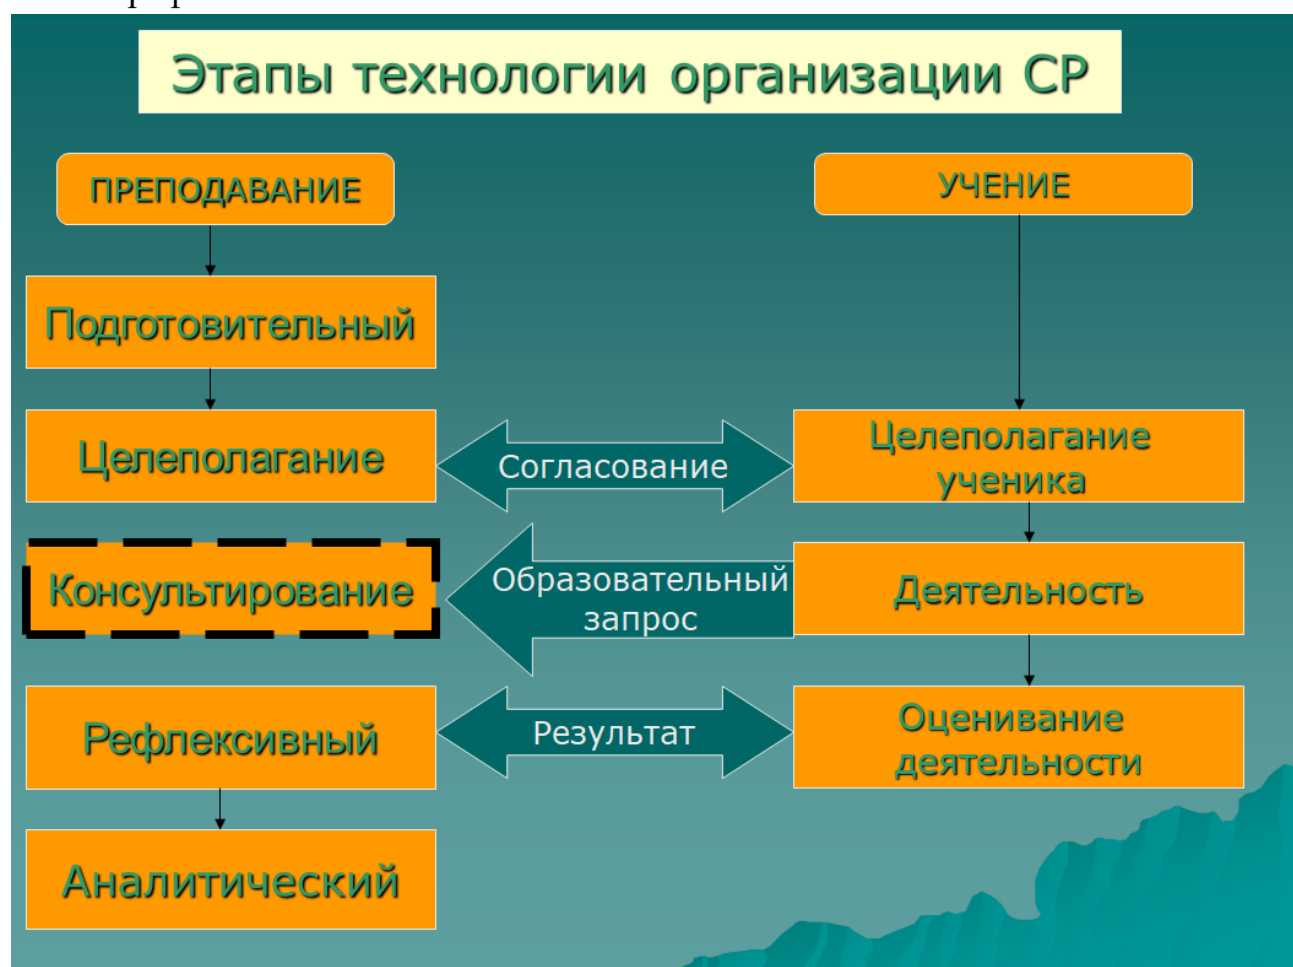 Этапы технологии организации СР
ПРЕПОДАВАНИЕ
УЧЕНИЕ
Подготовительный
Целеполагание
Согласование
Целеполагание
ученика
Консультирование
Образовательный
запрос
Деятельность
Рефлексивный
Результат
Оценивание
деятельности
Аналитический